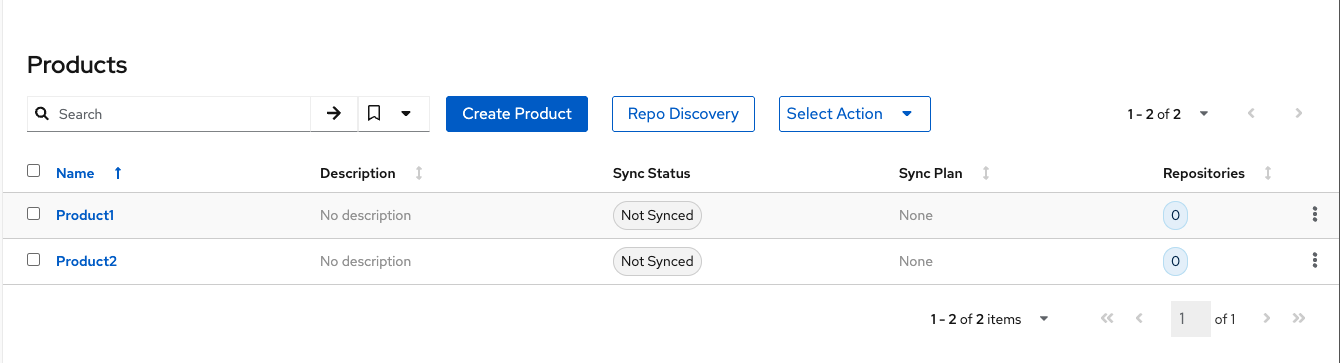 Products
Search Create Product Repo Discovery Select Action 1 - 2 of 2
Name Description Sync Status Sync Plan Repositories
Product1 No description Not Synced None 0
Product2 No description Not Synced None 0
1 - 2 of 2 items 1 of 1